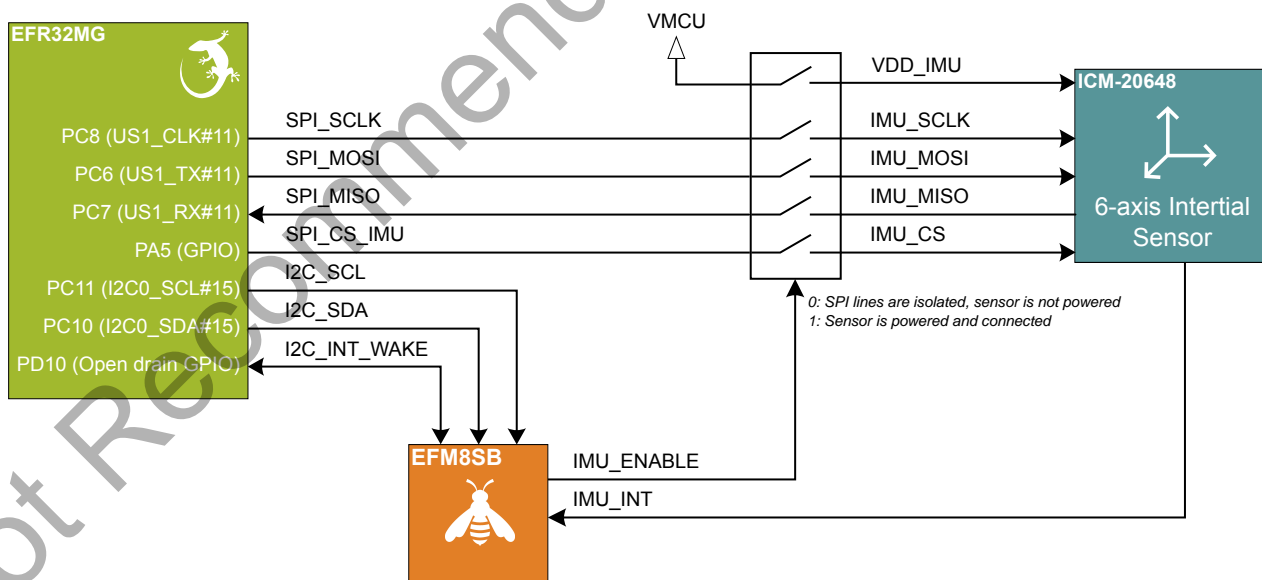 VMCU
EFR32MG
VDD_IMU
ICM-20648
SPI_SCLK
IMU_SCLK
PC8 (US1_CLK#11)
SPI_MOSI
IMU_MOSI
PC6 (US1_TX#11)
SPI_MISO
IMU_MISO
PC7 (US1_RX#11)
6-axis Intertial
Sensor
SPI_CS_IMU
IMU_CS
PA5 (GPIO)
I2C_SCL
PC11 (I2C0_SCL#15)
0: SPI lines are isolated, sensor is not powered
1: Sensor is powered and connected
I2C_SDA
PC10 (I2C0_SDA#15)
I2C_INT_WAKE
PD10 (Open drain GPIO)
EFM8SB
IMU_ENABLE
IMU_INT
ot Recommenc